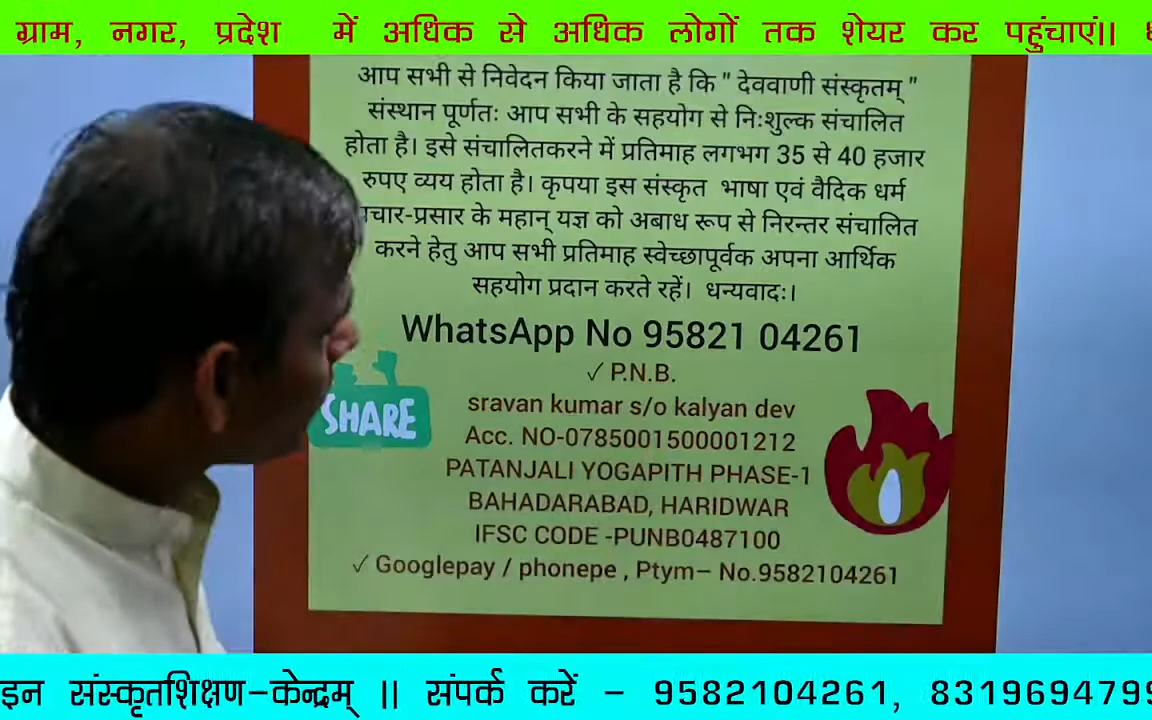 ग्राम, नगर, प्रदेश में अधिक से अधिक लोगों तक शेयर कर पहुंचाएं॥
आप सभी से निवेदन किया जाता है कि " देववाणी संस्कृतम् "
संस्थान पूर्णतः आप सभी के सहयोग से निःशुल्क संचालित
होता है। इसे संचालितकरने में प्रतिमाह लगभग 35 से 40 हजार
रुपए व्यय होता है। कृपया इस संस्कृत भाषा एवं वैदिक धर्म
के महान् यज्ञ को अबाध रूप से निरन्तर संचालित
करने हेतु आप सभी प्रतिमाह स्वेच्छापूर्वक अपना आर्थिक
सहयोग प्रदान करते रहें। धन्यवादः।
WhatsApp No 95821 04261
✓ P.N.B.
sravan kumar s/o kalyan dev
SHARE
Acc. NO-0785001500001212
PATANJALI YOGAPITH PHASE-1
BAHADARABAD, HARIDWAR
IFSC CODE -PUNB0487100
✓ Googlepay / phonepe , Ptym– No.9582104261
संस्कृतशिक्षण-केन्द्रम् || संपर्क करें - 9582104261,